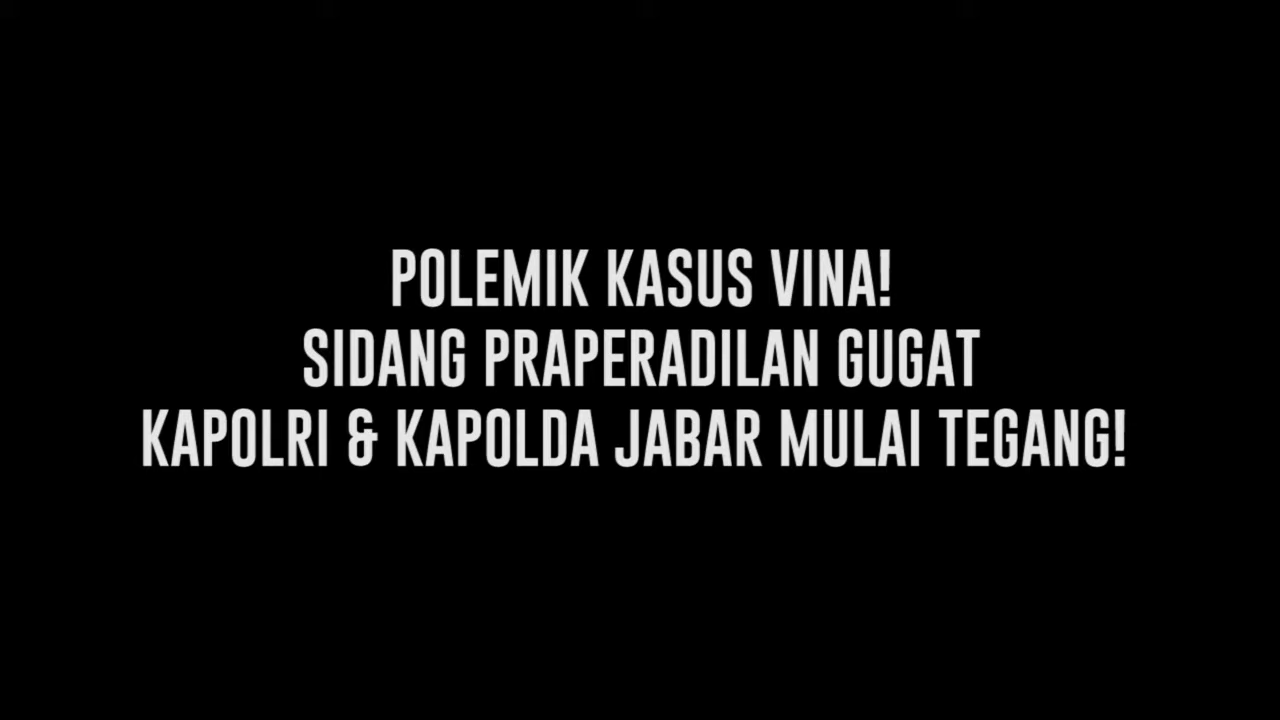 POLEMIK KASUS VINA!
SIDANG PRAPERADILAN GUGAT
KAPOLRI & KAPOLDA JABAR MULAI TEGANG!